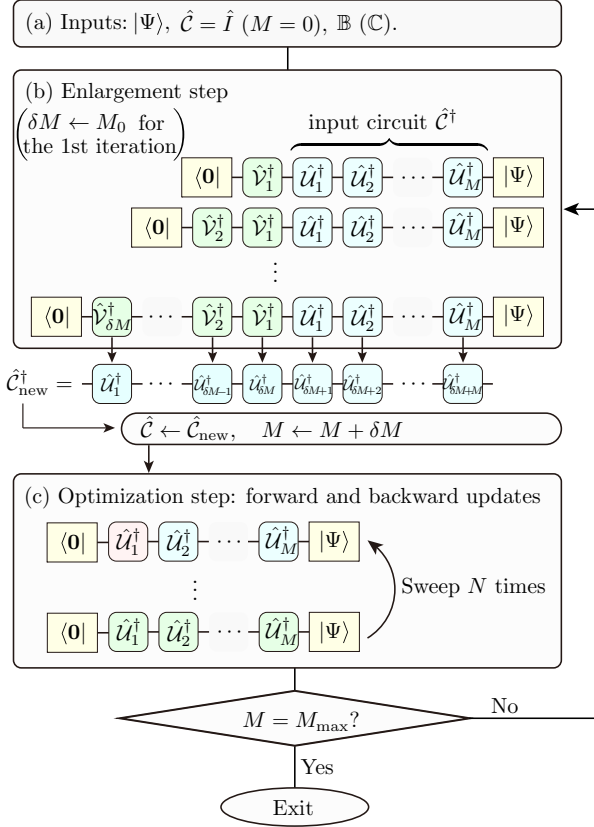 (a) Inputs: |Ψ⟩, Ĉ = Î (M = 0), 𝔹 (ℂ).
(b) Enlargement step
(δM ← M₀ for
the 1st iteration)
input circuit Ĉ†
⟨0| V̂₁† Û₁† Û₂† ··· Û_M† |Ψ⟩
⟨0| V̂₂† V̂₁† Û₁† Û₂† ··· Û_M† |Ψ⟩
⋮
⟨0| V̂_δM† ··· V̂₂† V̂₁† Û₁† Û₂† ··· Û_M† |Ψ⟩
Ĉ†_new = Û₁† ··· Û_δM−1† Û_δM† Û_δM+1† Û_δM+2† ··· Û_δM+M†
Ĉ ← Ĉ_new, M ← M + δM
(c) Optimization step: forward and backward updates
⟨0| Û₁† Û₂† ··· Û_M† |Ψ⟩
⋮
Sweep N times
⟨0| Û₁† Û₂† ··· Û_M† |Ψ⟩
M = M_max?
No
Yes
Exit